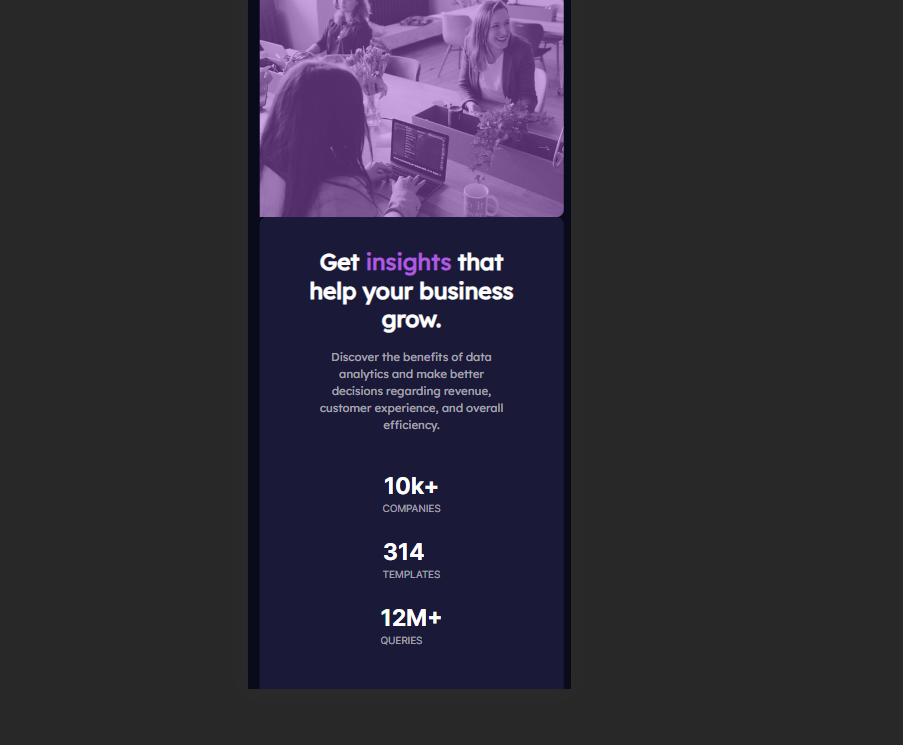 Get insights that
help your business
grow.
Discover the benefits of data
analytics and make better
decisions regarding revenue,
customer experience, and overall
efficiency.
10k+
COMPANIES
314
TEMPLATES
12M+
QUERIES